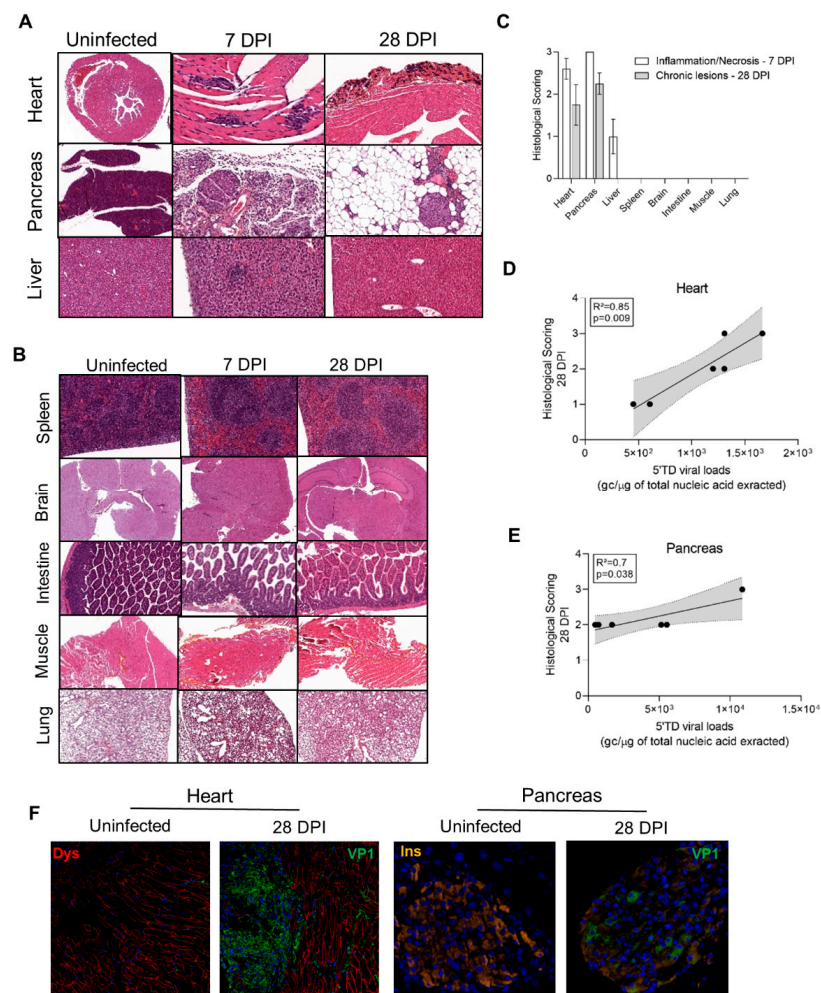 A
Uninfected 7 DPI 28 DPI
Heart
Pancreas
Liver
B
Uninfected 7 DPI 28 DPI
Spleen
Brain
Intestine
Muscle
Lung
C
Histological Scoring
3
2
1
0
Inflammation/Necrosis - 7 DPI
Chronic lesions - 28 DPI
Heart Pancreas Liver Spleen Brain Intestine Muscle Lung
D
Heart
R²=0.85
p=0.009
Histological Scoring
28 DPI
4
3
2
1
0
0 5×10² 1×10³ 1.5×10³ 2×10³
5'TD viral loads
(gc/μg of total nucleic acid exracted)
E
Pancreas
R²=0.7
p=0.038
Histological Scoring
28 DPI
4
3
2
1
0
0 5×10³ 1×10⁴ 1.5×10⁴
5'TD viral loads
(gc/μg of total nucleic acid exracted)
F
Heart Pancreas
Uninfected 28 DPI Uninfected 28 DPI
Dys VP1 Ins VP1